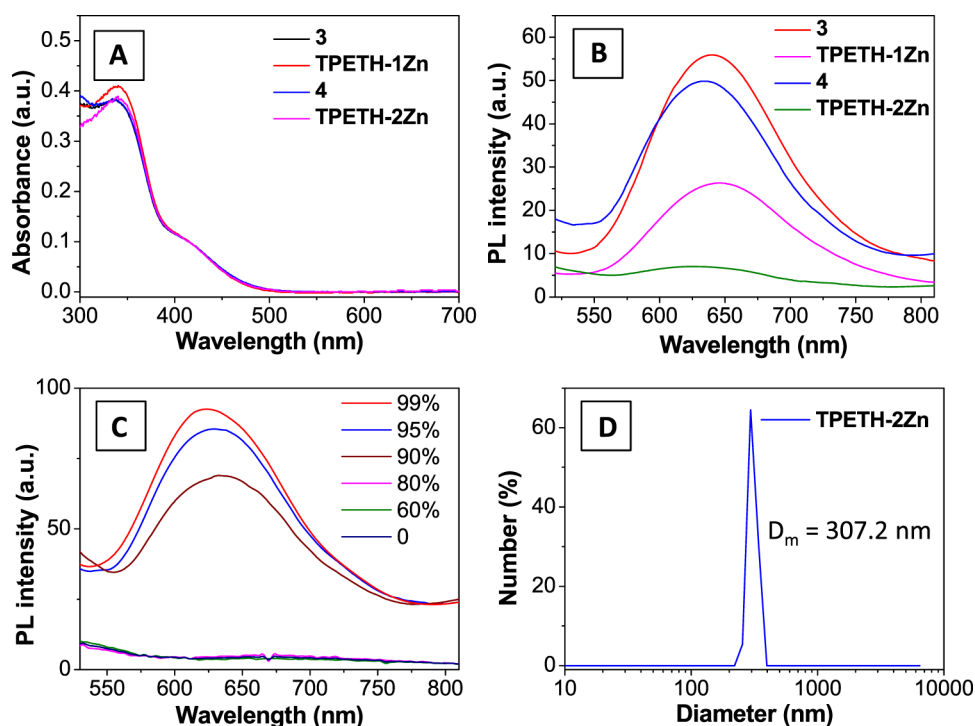 A
3
TPETH-1Zn
4
TPETH-2Zn
0.5
0.4
0.3
0.2
0.1
0.0
Absorbance (a.u.)
300 400 500 600 700
Wavelength (nm)
B
3
TPETH-1Zn
4
TPETH-2Zn
60
50
40
30
20
10
0
PL intensity (a.u.)
550 600 650 700 750 800
Wavelength (nm)
C
99%
95%
90%
80%
60%
0
100
50
0
PL intensity (a.u.)
550 600 650 700 750 800
Wavelength (nm)
D
TPETH-2Zn
Dm = 307.2 nm
60
40
20
0
Number (%)
10 100 1000 10000
Diameter (nm)